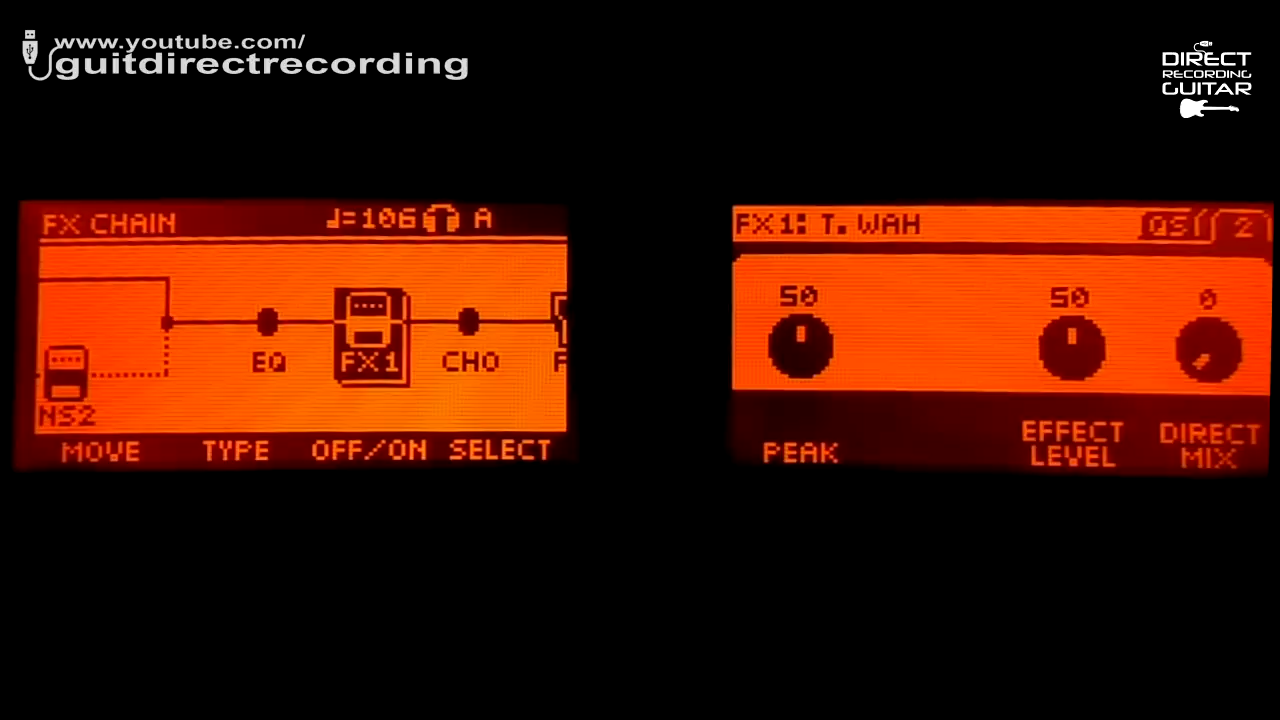 www.youtube.com/
guitdirectrecording
DIRECT
RECORDING
GUITAR
FX CHAIN
♩=106 A
EQ
FX1
CHO
NS2
MOVE TYPE OFF/ON SELECT
FX1: T. WAH
QS
2
50
50
0
PEAK
EFFECT
LEVEL
DIRECT
MIX